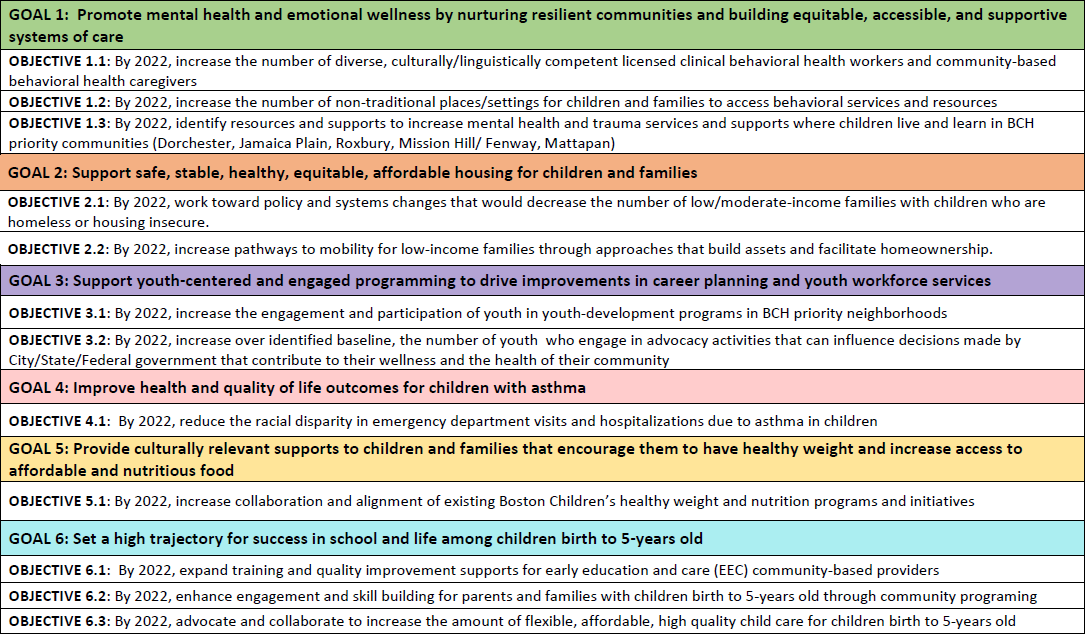 GOAL 1:  Promote mental health and emotional wellness by nurturing resilient communities and building equitable, accessible, and supportive
systems of care
OBJECTIVE 1.1: By 2022, increase the number of diverse, culturally/linguistically competent licensed clinical behavioral health workers and community-based
behavioral health caregivers
OBJECTIVE 1.2: By 2022, increase the number of non-traditional places/settings for children and families to access behavioral services and resources
OBJECTIVE 1.3: By 2022, identify resources and supports to increase mental health and trauma services and supports where children live and learn in BCH
priority communities (Dorchester, Jamaica Plain, Roxbury, Mission Hill/ Fenway, Mattapan)
GOAL 2: Support safe, stable, healthy, equitable, affordable housing for children and families
OBJECTIVE 2.1: By 2022, work toward policy and systems changes that would decrease the number of low/moderate-income families with children who are
homeless or housing insecure.
OBJECTIVE 2.2: By 2022, increase pathways to mobility for low-income families through approaches that build assets and facilitate homeownership.
GOAL 3: Support youth-centered and engaged programming to drive improvements in career planning and youth workforce services
OBJECTIVE 3.1: By 2022, increase the engagement and participation of youth in youth-development programs in BCH priority neighborhoods
OBJECTIVE 3.2: By 2022, increase over identified baseline, the number of youth  who engage in advocacy activities that can influence decisions made by
City/State/Federal government that contribute to their wellness and the health of their community
GOAL 4: Improve health and quality of life outcomes for children with asthma
OBJECTIVE 4.1:  By 2022, reduce the racial disparity in emergency department visits and hospitalizations due to asthma in children
GOAL 5: Provide culturally relevant supports to children and families that encourage them to have healthy weight and increase access to
affordable and nutritious food
OBJECTIVE 5.1: By 2022, increase collaboration and alignment of existing Boston Children’s healthy weight and nutrition programs and initiatives
GOAL 6: Set a high trajectory for success in school and life among children birth to 5-years old
OBJECTIVE 6.1:  By 2022, expand training and quality improvement supports for early education and care (EEC) community-based providers
OBJECTIVE 6.2: By 2022, enhance engagement and skill building for parents and families with children birth to 5-years old through community programing
OBJECTIVE 6.3: By 2022, advocate and collaborate to increase the amount of flexible, affordable, high quality child care for children birth to 5-years old